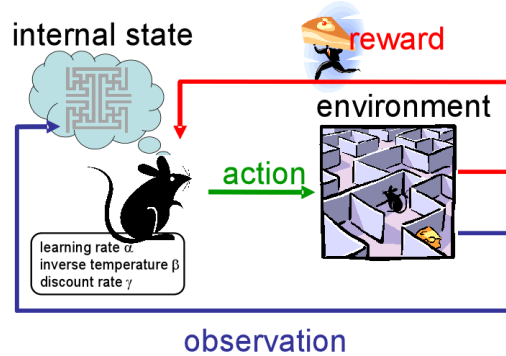 internal state
reward
environment
action
learning rate α
inverse temperature β
discount rate γ
observation